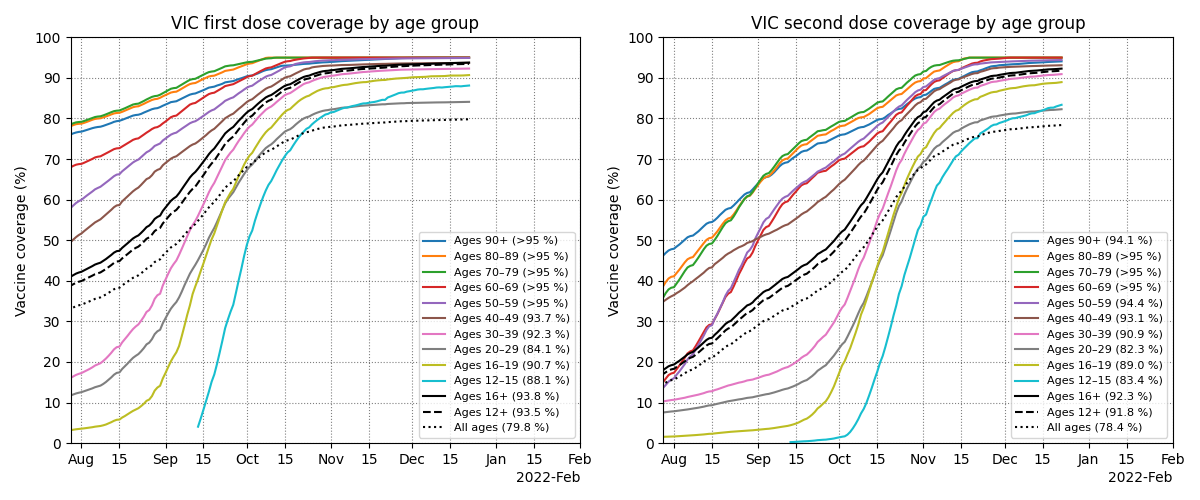 VIC first dose coverage by age group
Vaccine coverage (%)
100
90
80
70
60
50
40
30
20
10
0
Ages 90+ (>95 %)
Ages 80–89 (>95 %)
Ages 70–79 (>95 %)
Ages 60–69 (>95 %)
Ages 50–59 (>95 %)
Ages 40–49 (93.7 %)
Ages 30–39 (92.3 %)
Ages 20–29 (84.1 %)
Ages 16–19 (90.7 %)
Ages 12–15 (88.1 %)
Ages 16+ (93.8 %)
Ages 12+ (93.5 %)
All ages (79.8 %)
Aug 15 Sep 15 Oct 15 Nov 15 Dec 15 Jan 15 Feb
2022-Feb
VIC second dose coverage by age group
Vaccine coverage (%)
100
90
80
70
60
50
40
30
20
10
0
Ages 90+ (94.1 %)
Ages 80–89 (>95 %)
Ages 70–79 (>95 %)
Ages 60–69 (>95 %)
Ages 50–59 (94.4 %)
Ages 40–49 (93.1 %)
Ages 30–39 (90.9 %)
Ages 20–29 (82.3 %)
Ages 16–19 (89.0 %)
Ages 12–15 (83.4 %)
Ages 16+ (92.3 %)
Ages 12+ (91.8 %)
All ages (78.4 %)
Aug 15 Sep 15 Oct 15 Nov 15 Dec 15 Jan 15 Feb
2022-Feb